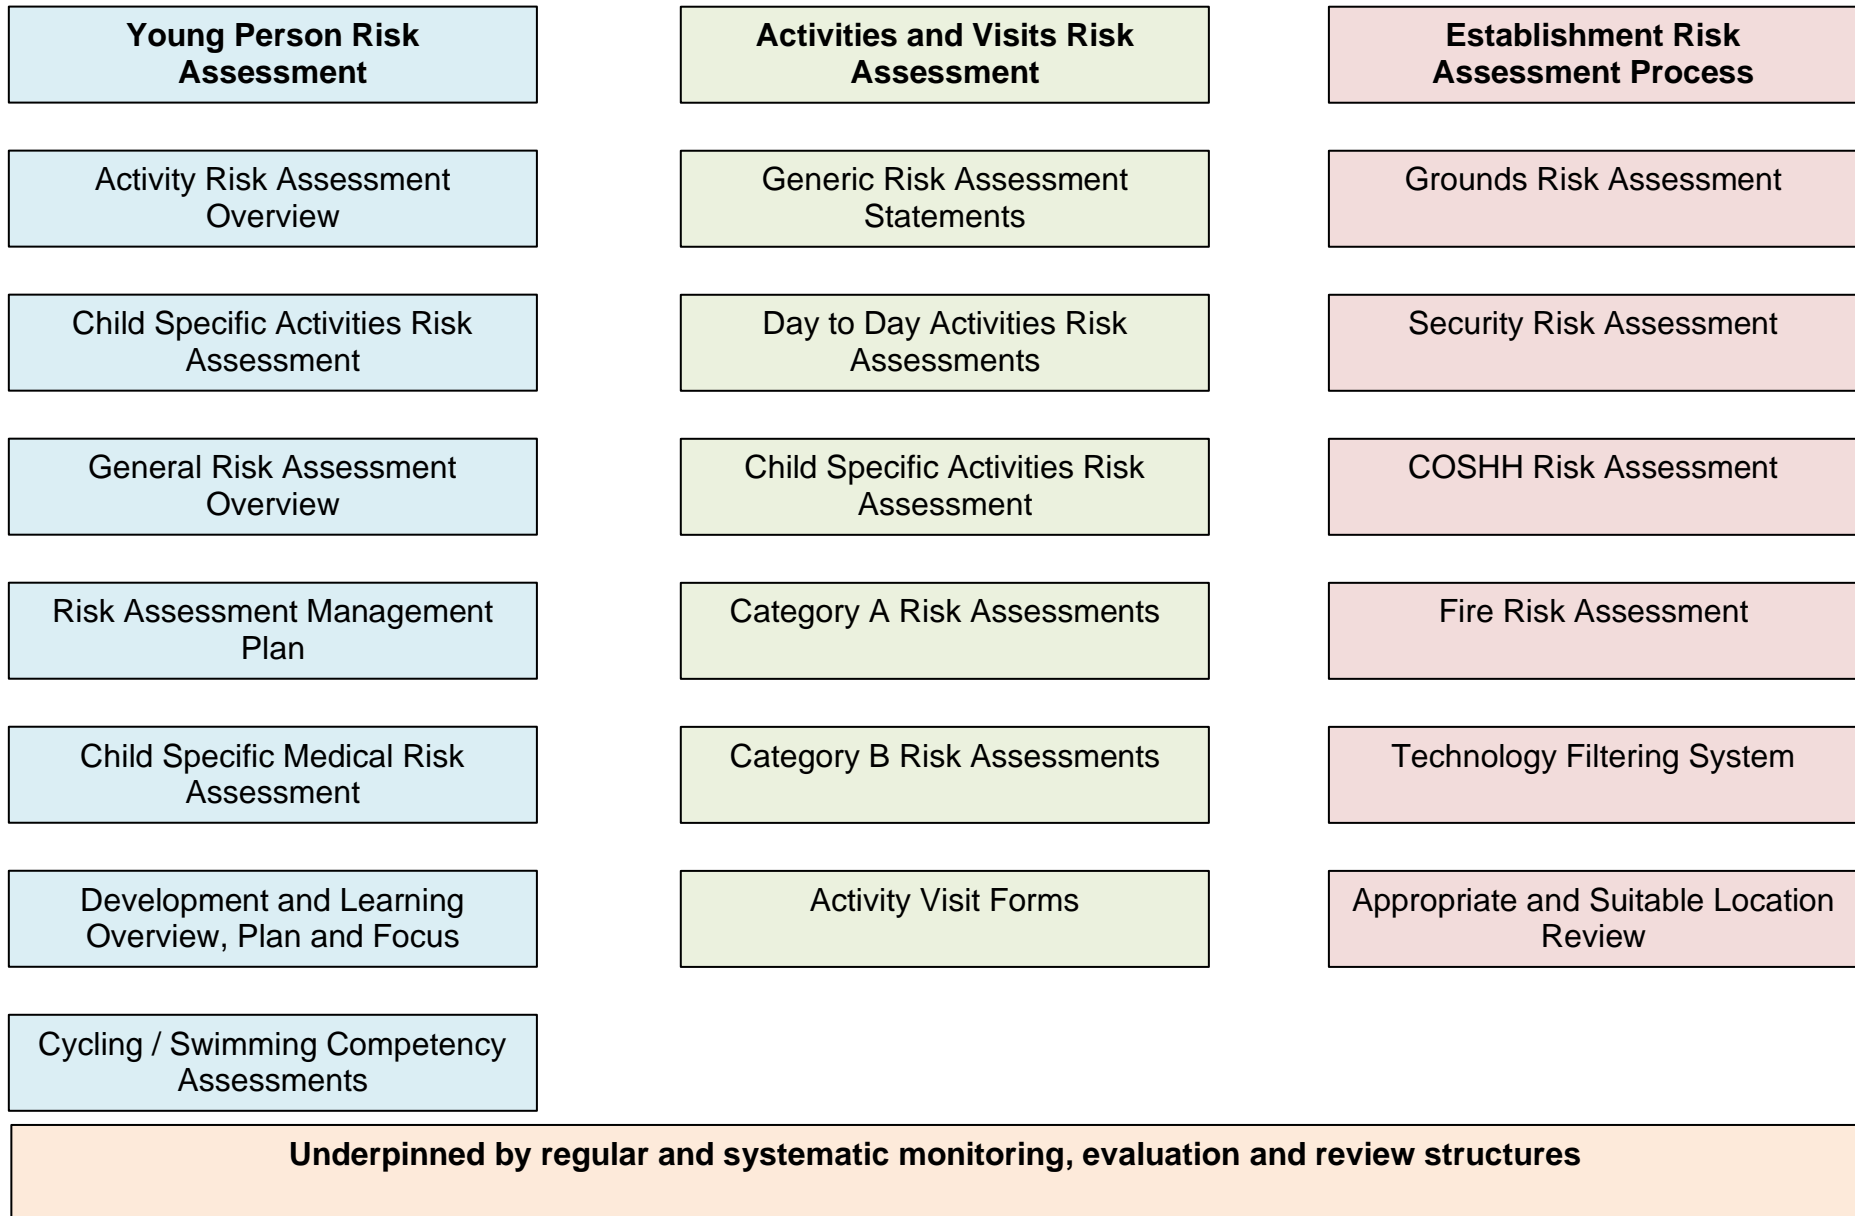 Young Person Risk
Assessment
Activity Risk Assessment
Overview
Child Specific Activities Risk
Assessment
General Risk Assessment
Overview
Risk Assessment Management
Plan
Child Specific Medical Risk
Assessment
Development and Learning
Overview, Plan and Focus
Cycling / Swimming Competency
Assessments
Activities and Visits Risk
Assessment
Generic Risk Assessment
Statements
Day to Day Activities Risk
Assessments
Child Specific Activities Risk
Assessment
Category A Risk Assessments
Category B Risk Assessments
Activity Visit Forms
Establishment Risk
Assessment Process
Grounds Risk Assessment
Security Risk Assessment
COSHH Risk Assessment
Fire Risk Assessment
Technology Filtering System
Appropriate and Suitable Location
Review
Underpinned by regular and systematic monitoring, evaluation and review structures